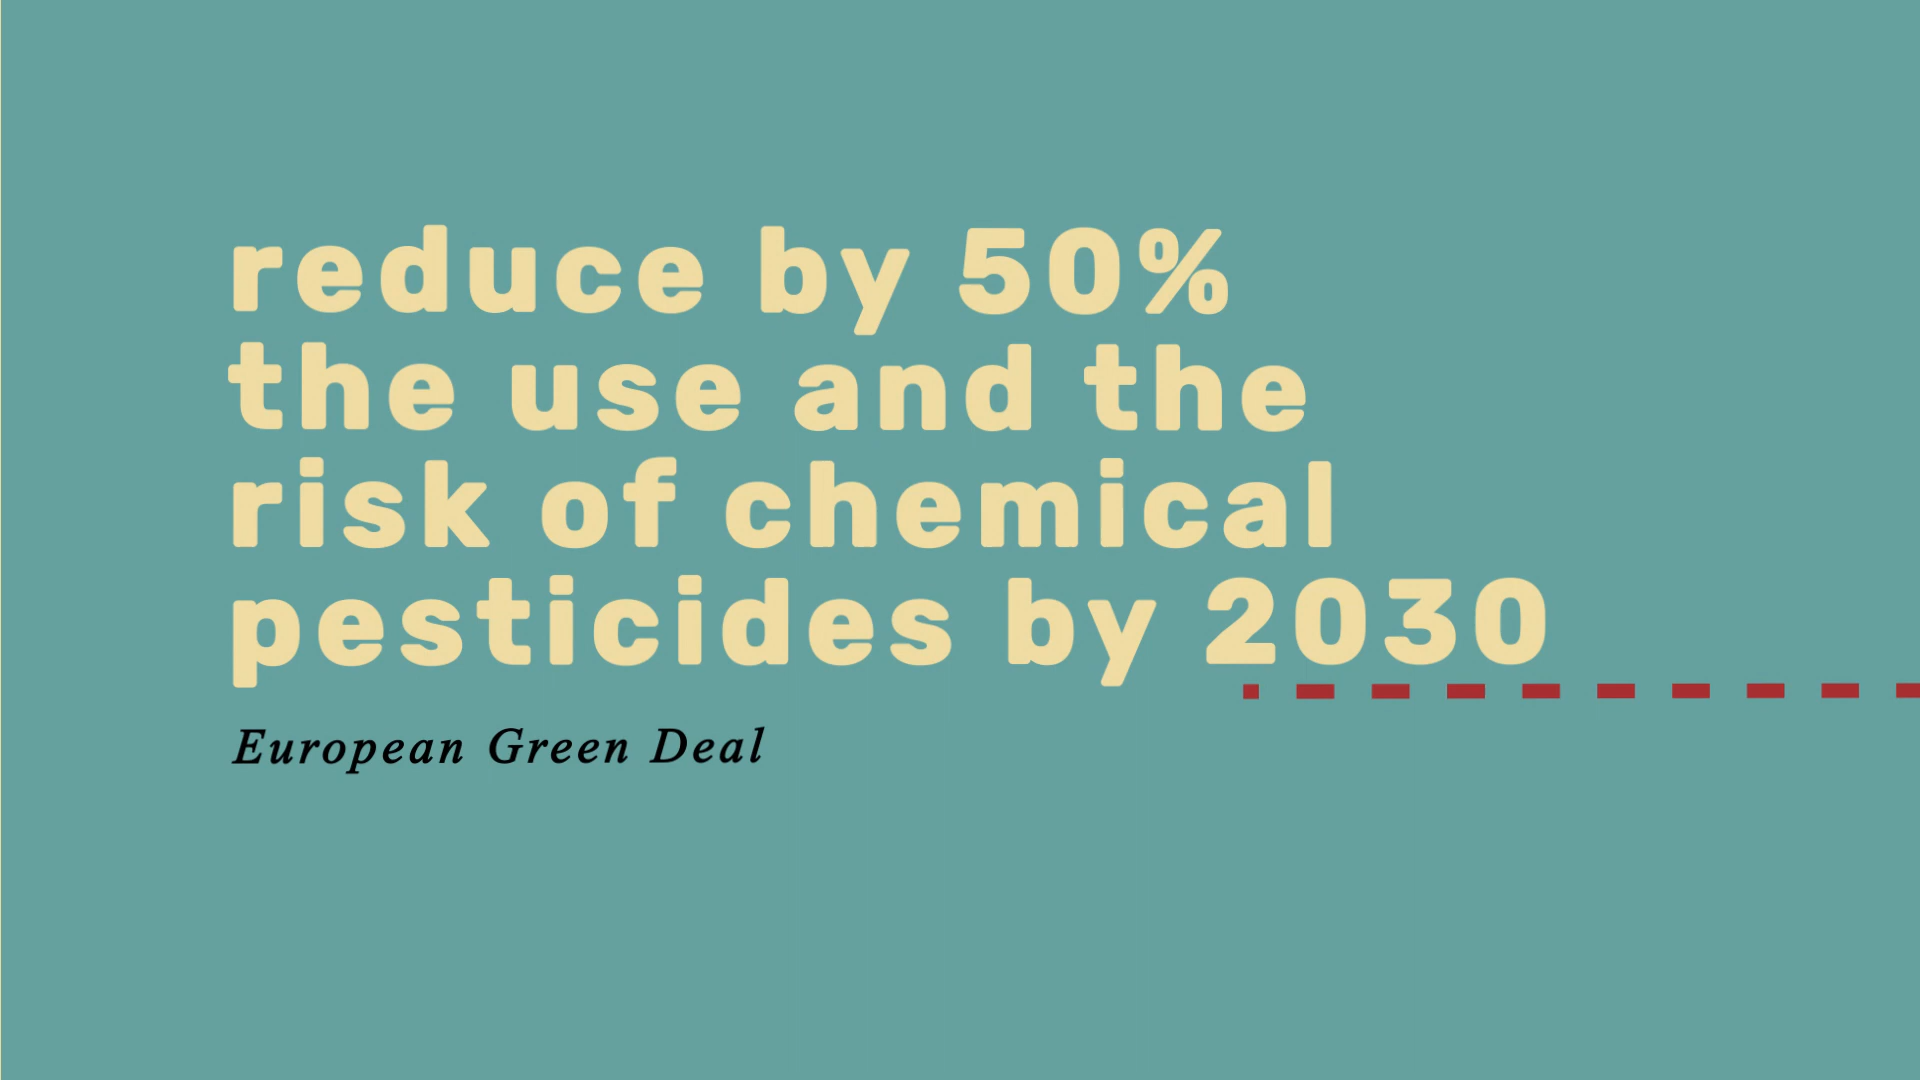 reduce by 50%
the use and the
risk of chemical
pesticides by 2030
European Green Deal